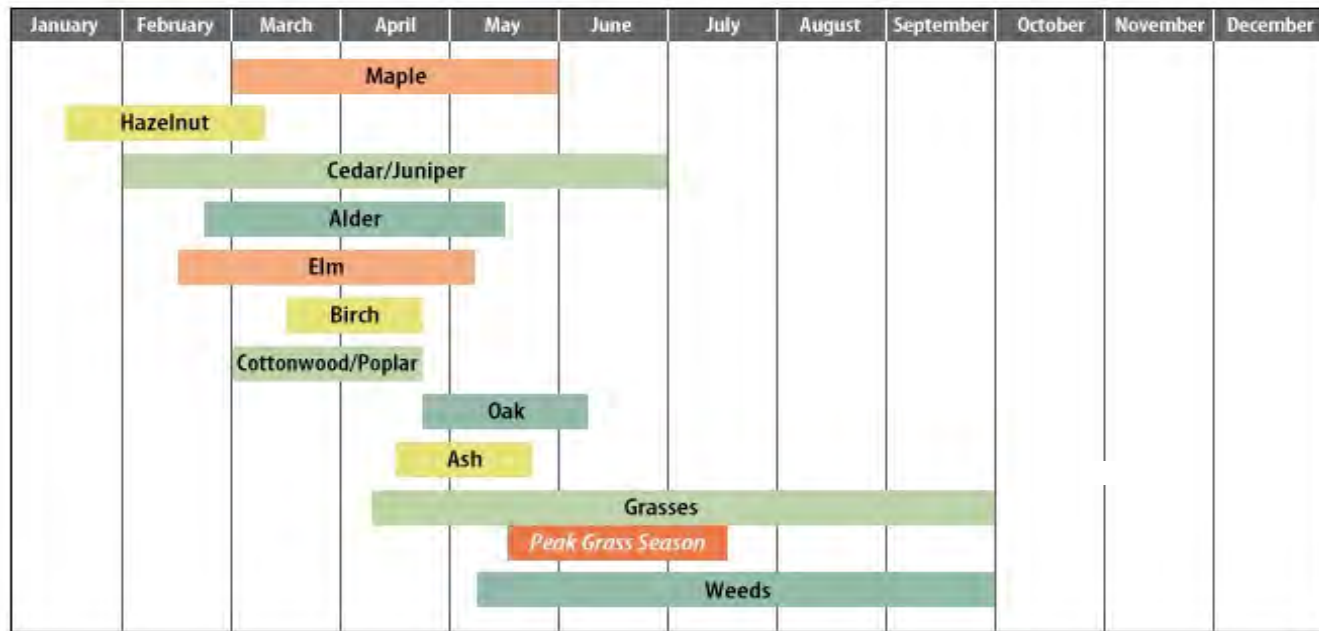 January February March April May June July August September October November December
Maple
Hazelnut
Cedar/Juniper
Alder
Elm
Birch
Cottonwood/Poplar
Oak
Ash
Grasses
Peak Grass Season
Weeds